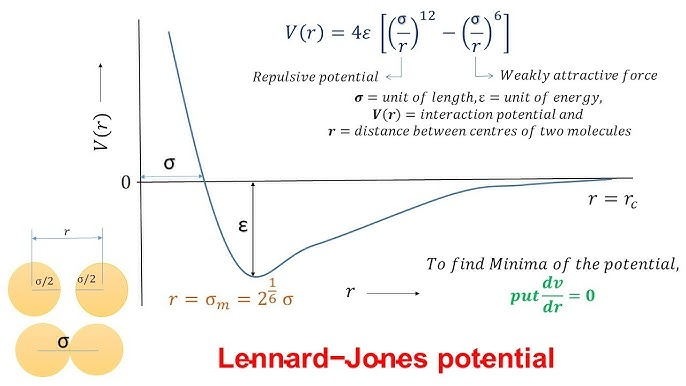 V(r) = 4ε [(σ/r)^12 − (σ/r)^6]
Repulsive potential
Weakly attractive force
σ = unit of length, ε = unit of energy,
V(r) = interaction potential and
r = distance between centres of two molecules
V(r)
σ
0
ε
r = r_c
r
σ/2 σ/2
σ
To find Minima of the potential,
put dv/dr = 0
r = σ_m = 2^(1/6) σ
r
Lennard-Jones potential